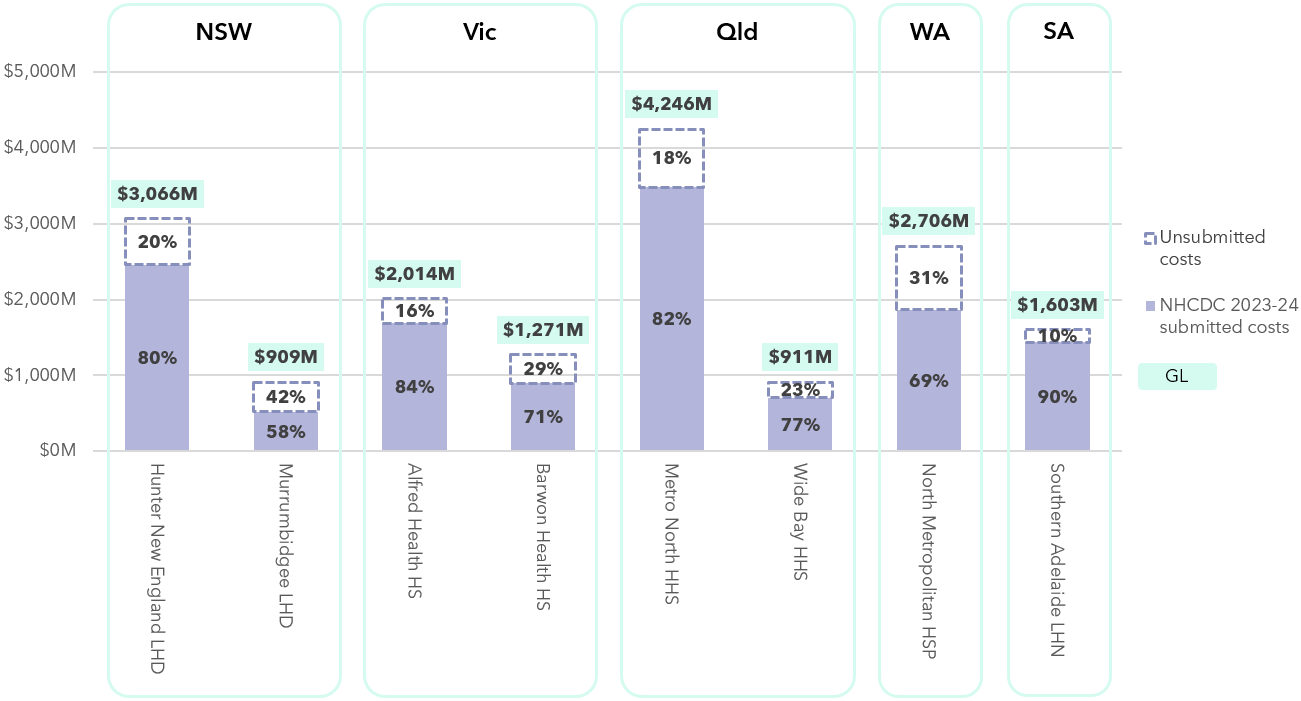 NSW
Vic
Qld
WA
SA
$5,000M
$4,000M
$3,000M
$2,000M
$1,000M
$0M
$3,066M
20%
80%
$909M
42%
58%
$2,014M
16%
84%
$1,271M
29%
71%
$4,246M
18%
82%
$911M
23%
77%
$2,706M
31%
69%
$1,603M
10%
90%
Hunter New England LHD
Murrumbidgee LHD
Alfred Health HS
Barwon Health HS
Metro North HHS
Wide Bay HHS
North Metropolitan HSP
Southern Adelaide LHN
Unsubmitted
costs
NHCDC 2023-24
submitted costs
GL